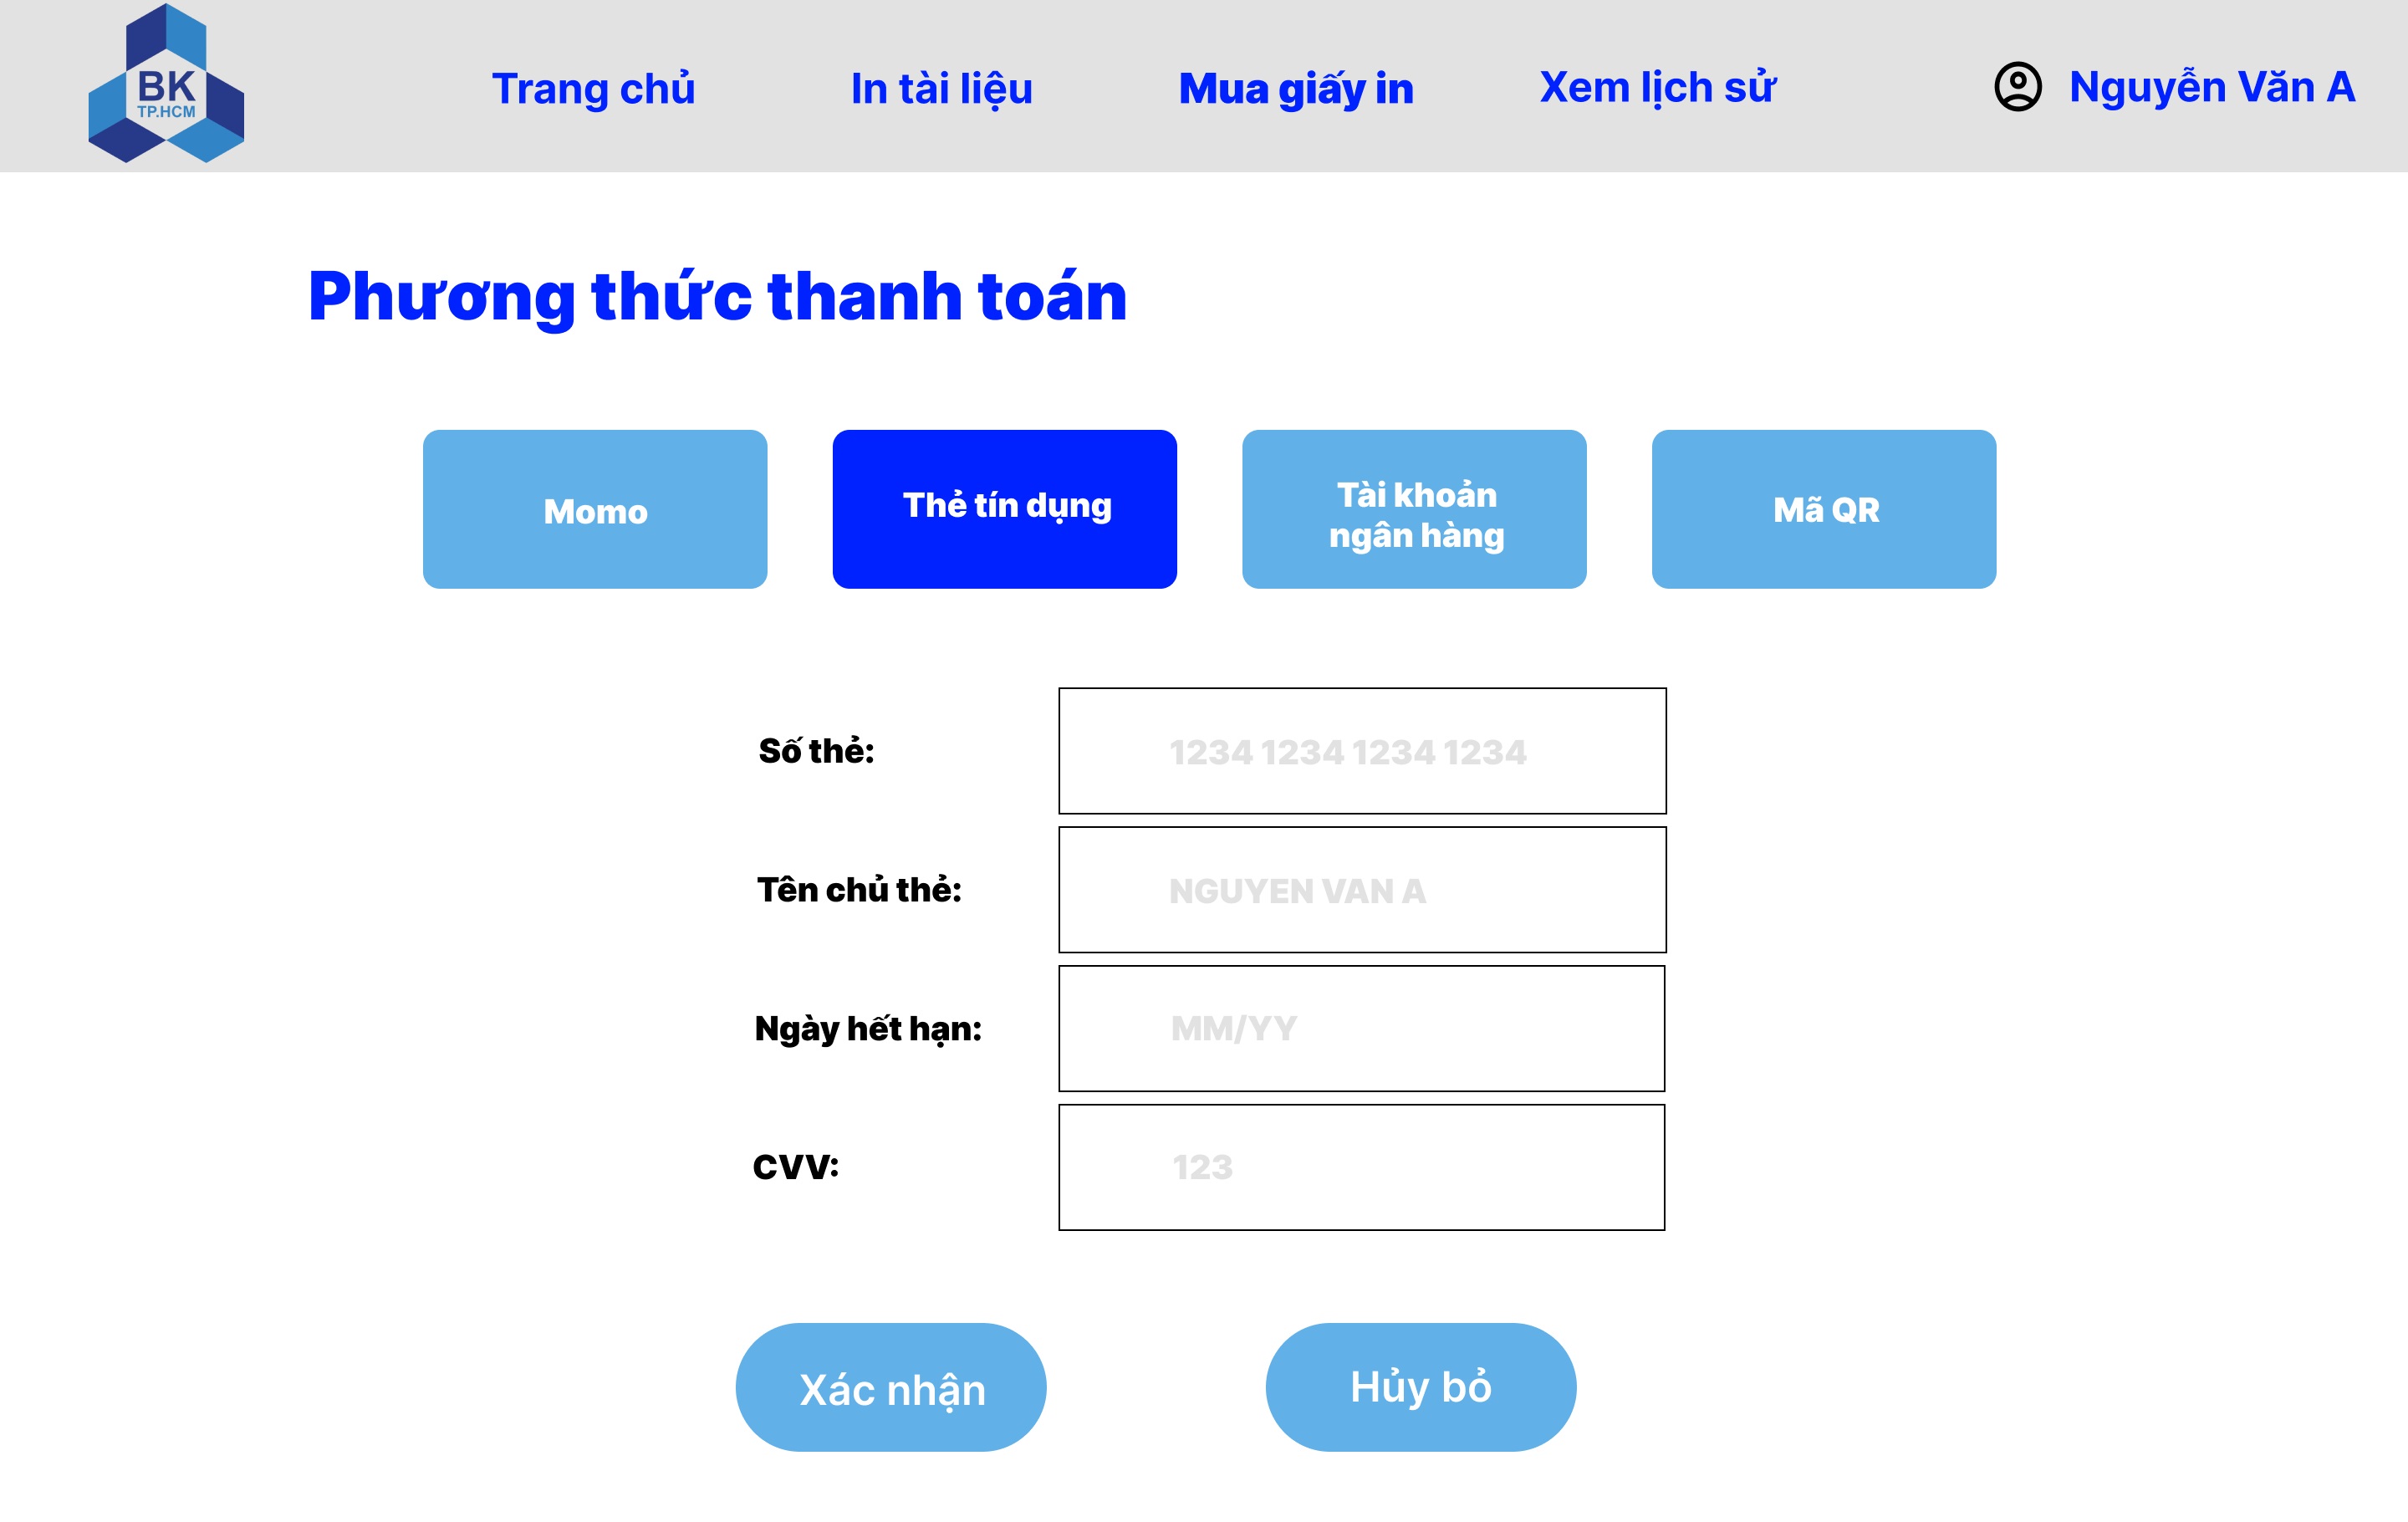 BK
TP.HCM
Trang chủ
In tài liệu
Mua giấy in
Xem lịch sử
Nguyễn Văn A
Phương thức thanh toán
Momo
Thẻ tín dụng
Tài khoản
ngân hàng
Mã QR
Số thẻ:
1234 1234 1234 1234
Tên chủ thẻ:
NGUYEN VAN A
Ngày hết hạn:
MM/YY
CVV:
123
Xác nhận
Hủy bỏ